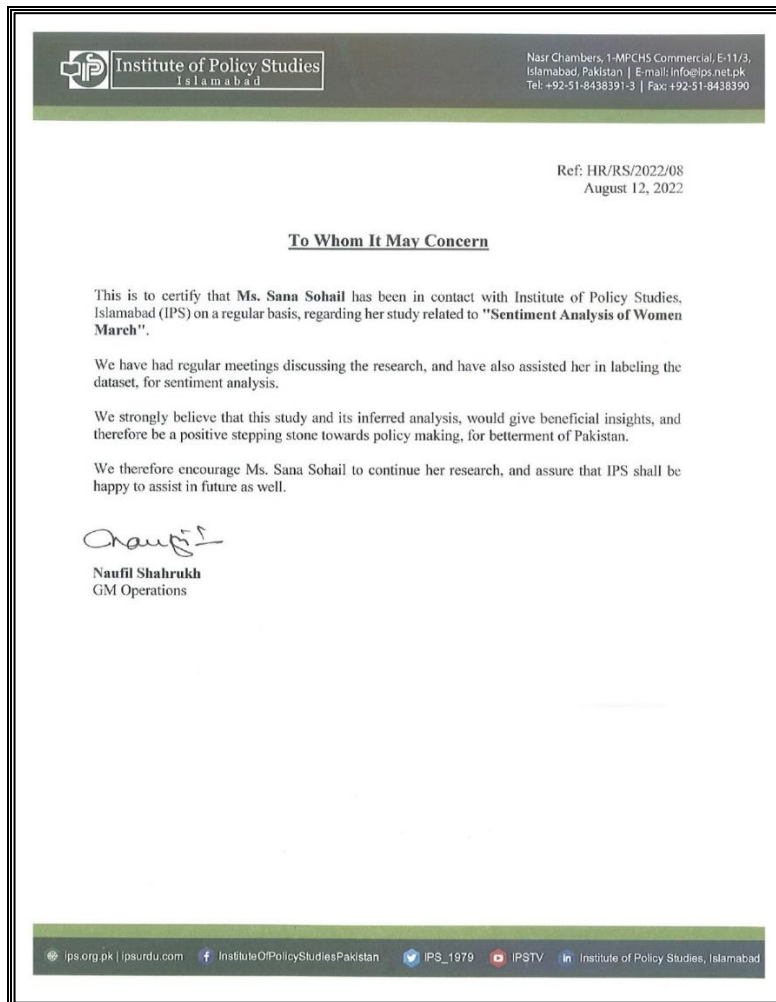 Institute of Policy Studies
Islamabad
Nasr Chambers, 1-MPCHS Commercial, E-11/3,
Islamabad, Pakistan | E-mail: info@ips.net.pk
Tel: +92-51-8438391-3 | Fax: +92-51-8438390
Ref: HR/RS/2022/08
August 12, 2022
To Whom It May Concern
This is to certify that Ms. Sana Sohail has been in contact with Institute of Policy Studies,
Islamabad (IPS) on a regular basis, regarding her study related to "Sentiment Analysis of Women
March".
We have had regular meetings discussing the research, and have also assisted her in labeling the
dataset, for sentiment analysis.
We strongly believe that this study and its inferred analysis, would give beneficial insights, and
therefore be a positive stepping stone towards policy making, for betterment of Pakistan.
We therefore encourage Ms. Sana Sohail to continue her research, and assure that IPS shall be
happy to assist in future as well.
Naufil Shahrukh
GM Operations
ips.org.pk | ipsurdu.com InstituteOfPolicyStudiesPakistan IPS_1979 IPSTV Institute of Policy Studies, Islamabad